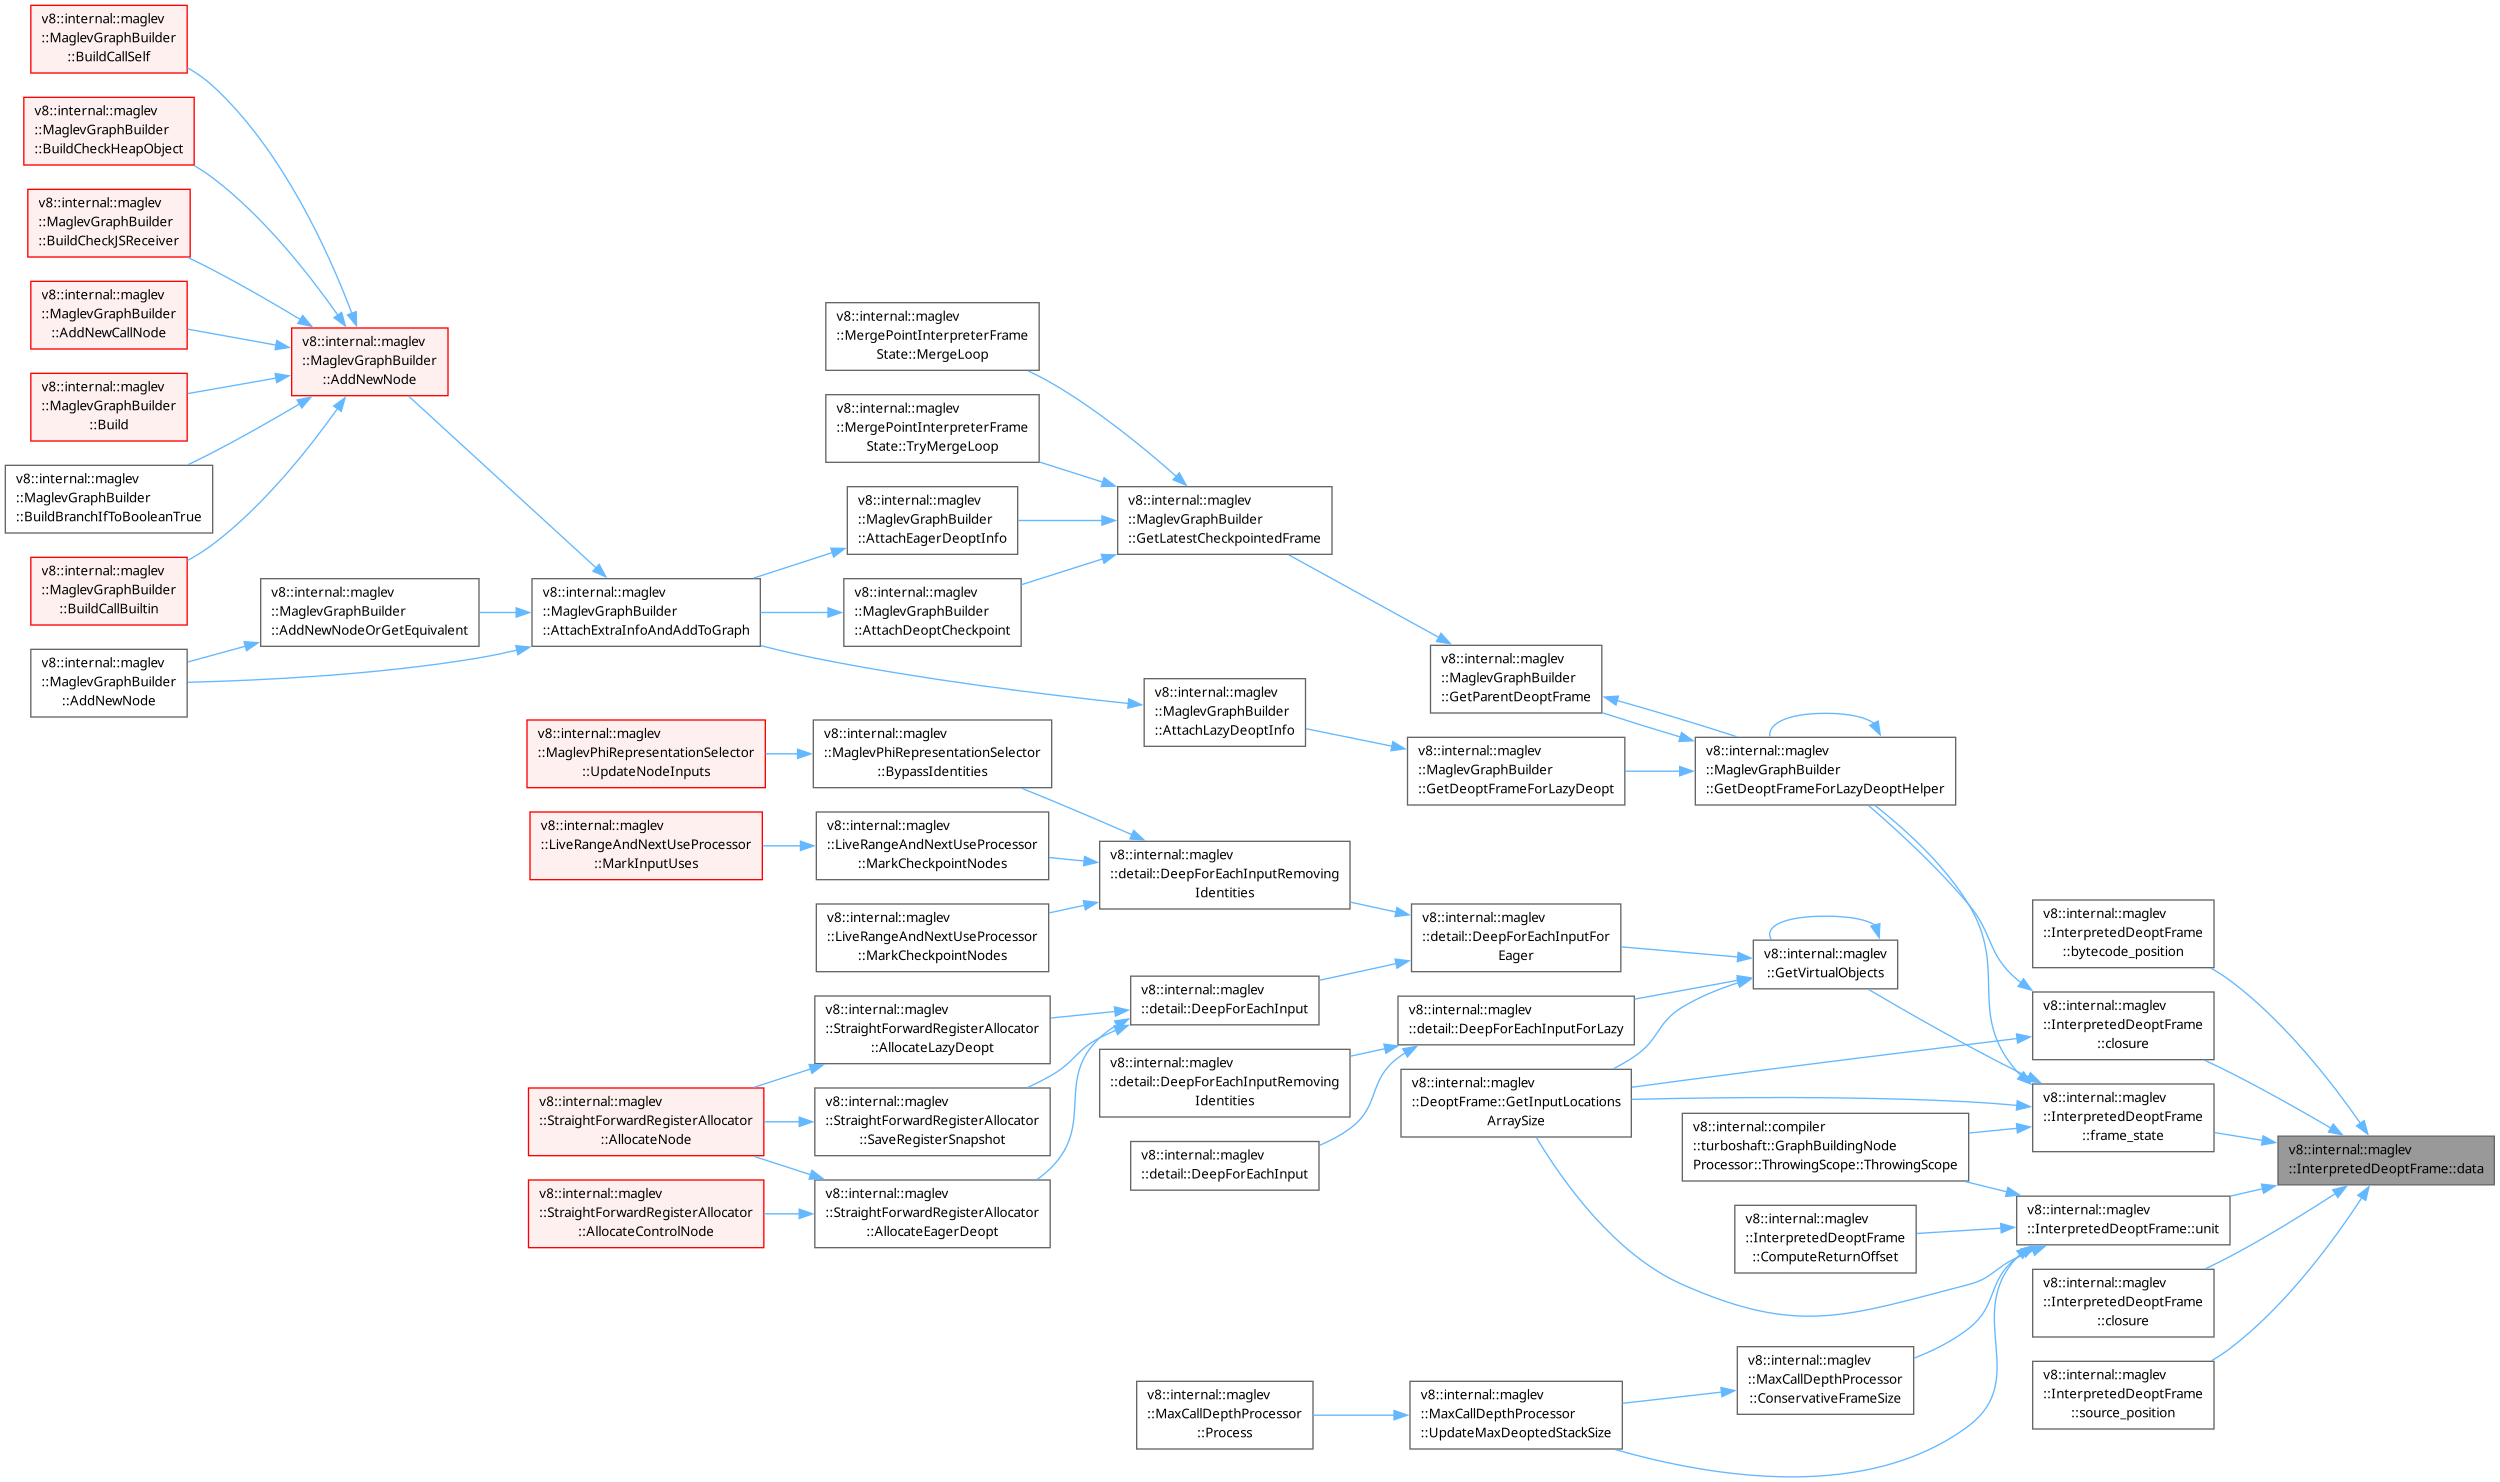 v8::internal::maglev
::MaglevGraphBuilder
::BuildCallSelf
v8::internal::maglev
::MaglevGraphBuilder
::BuildCheckHeapObject
v8::internal::maglev
::MaglevGraphBuilder
::BuildCheckJSReceiver
v8::internal::maglev
::MaglevGraphBuilder
::AddNewCallNode
v8::internal::maglev
::MaglevGraphBuilder
::Build
v8::internal::maglev
::MaglevGraphBuilder
::BuildBranchIfToBooleanTrue
v8::internal::maglev
::MaglevGraphBuilder
::BuildCallBuiltin
v8::internal::maglev
::MaglevGraphBuilder
::AddNewNode
v8::internal::maglev
::MaglevGraphBuilder
::AddNewNode
v8::internal::maglev
::MaglevGraphBuilder
::AddNewNodeOrGetEquivalent
v8::internal::maglev
::MaglevGraphBuilder
::AttachExtraInfoAndAddToGraph
v8::internal::maglev
::MaglevPhiRepresentationSelector
::UpdateNodeInputs
v8::internal::maglev
::LiveRangeAndNextUseProcessor
::MarkInputUses
v8::internal::maglev
::StraightForwardRegisterAllocator
::AllocateNode
v8::internal::maglev
::StraightForwardRegisterAllocator
::AllocateControlNode
v8::internal::maglev
::MergePointInterpreterFrame
State::MergeLoop
v8::internal::maglev
::MergePointInterpreterFrame
State::TryMergeLoop
v8::internal::maglev
::MaglevGraphBuilder
::AttachEagerDeoptInfo
v8::internal::maglev
::MaglevGraphBuilder
::AttachDeoptCheckpoint
v8::internal::maglev
::MaglevPhiRepresentationSelector
::BypassIdentities
v8::internal::maglev
::LiveRangeAndNextUseProcessor
::MarkCheckpointNodes
v8::internal::maglev
::LiveRangeAndNextUseProcessor
::MarkCheckpointNodes
v8::internal::maglev
::StraightForwardRegisterAllocator
::AllocateLazyDeopt
v8::internal::maglev
::StraightForwardRegisterAllocator
::SaveRegisterSnapshot
v8::internal::maglev
::StraightForwardRegisterAllocator
::AllocateEagerDeopt
v8::internal::maglev
::MaglevGraphBuilder
::GetLatestCheckpointedFrame
v8::internal::maglev
::MaglevGraphBuilder
::AttachLazyDeoptInfo
v8::internal::maglev
::detail::DeepForEachInputRemoving
Identities
v8::internal::maglev
::detail::DeepForEachInput
v8::internal::maglev
::detail::DeepForEachInputRemoving
Identities
v8::internal::maglev
::detail::DeepForEachInput
v8::internal::maglev
::MaxCallDepthProcessor
::Process
v8::internal::maglev
::MaglevGraphBuilder
::GetParentDeoptFrame
v8::internal::maglev
::MaglevGraphBuilder
::GetDeoptFrameForLazyDeopt
v8::internal::maglev
::detail::DeepForEachInputFor
Eager
v8::internal::maglev
::detail::DeepForEachInputForLazy
v8::internal::maglev
::DeoptFrame::GetInputLocations
ArraySize
v8::internal::maglev
::MaxCallDepthProcessor
::UpdateMaxDeoptedStackSize
v8::internal::maglev
::MaglevGraphBuilder
::GetDeoptFrameForLazyDeoptHelper
v8::internal::maglev
::GetVirtualObjects
v8::internal::compiler
::turboshaft::GraphBuildingNode
Processor::ThrowingScope::ThrowingScope
v8::internal::maglev
::InterpretedDeoptFrame
::ComputeReturnOffset
v8::internal::maglev
::MaxCallDepthProcessor
::ConservativeFrameSize
v8::internal::maglev
::InterpretedDeoptFrame
::bytecode_position
v8::internal::maglev
::InterpretedDeoptFrame
::closure
v8::internal::maglev
::InterpretedDeoptFrame
::frame_state
v8::internal::maglev
::InterpretedDeoptFrame::unit
v8::internal::maglev
::InterpretedDeoptFrame
::closure
v8::internal::maglev
::InterpretedDeoptFrame
::source_position
v8::internal::maglev
::InterpretedDeoptFrame::data